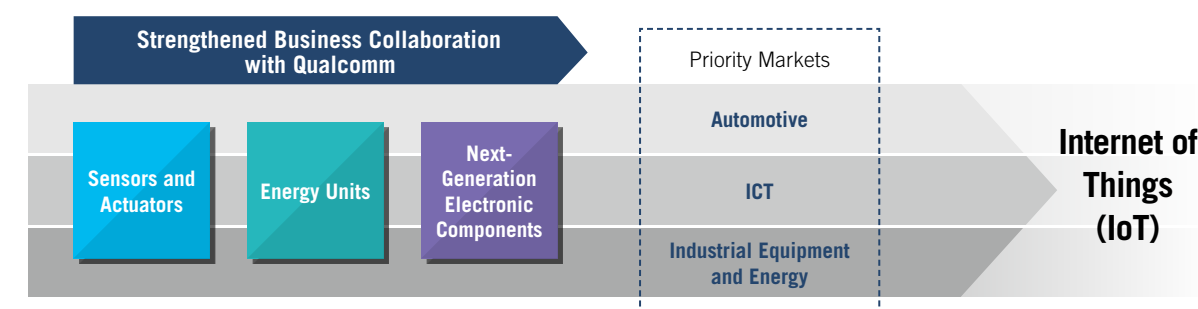 Strengthened Business Collaboration
with Qualcomm
Sensors and
Actuators
Energy Units
Next-
Generation
Electronic
Components
Priority Markets
Automotive
ICT
Industrial Equipment
and Energy
Internet of
Things
(IoT)